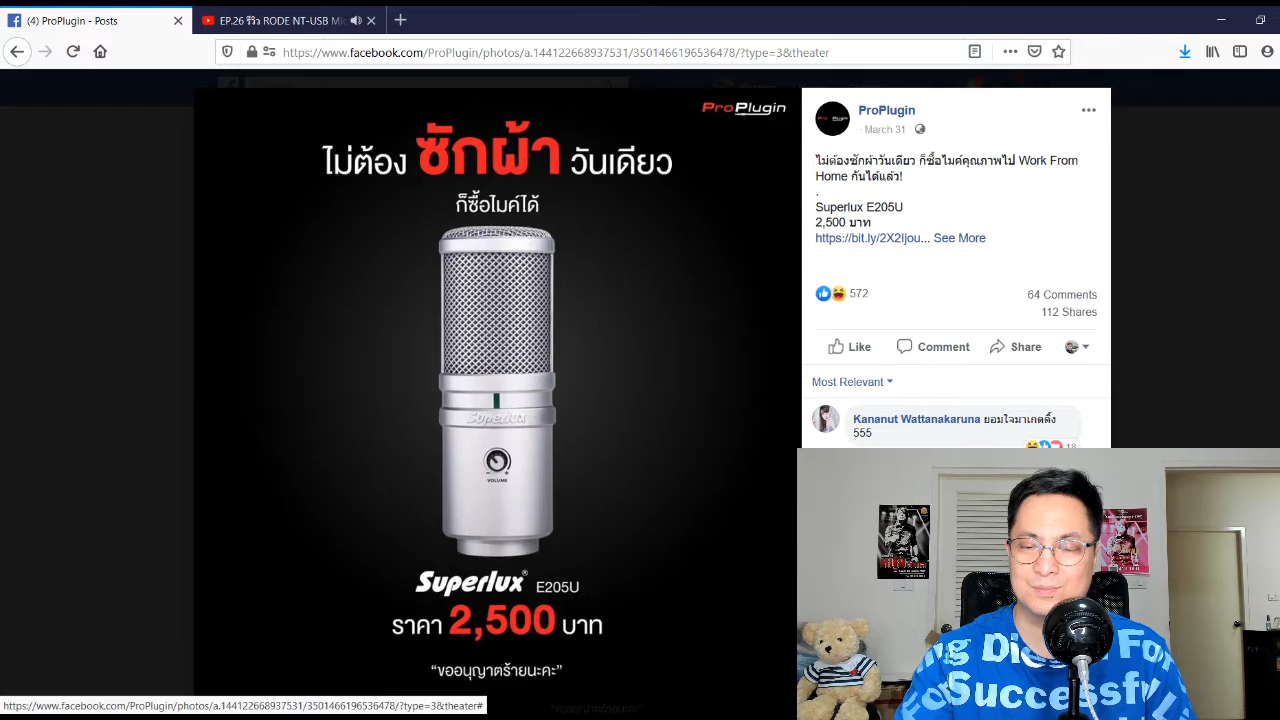 (4) ProPlugin - Posts
EP.26 รีวิว RODE NT-USB Mi
https://www.facebook.com/ProPlugin/photos/a.144122668937531/3501466196536478/?type=3&theater
ProPlugin
ไม่ต้อง ซักผ้า วันเดียว
ก็ซื้อไมค์ได้
Superlux
VOLUME
Superlux® E205U
ราคา 2,500 บาท
“ขออนุญาตร้ายนะคะ”
ProPlugin
· March 31
ไม่ต้องซักผ้าวันเดียว ก็ซื้อไมค์คุณภาพไป Work From
Home กันได้แล้ว!
.
Superlux E205U
2,500 บาท
https://bit.ly/2X2Ijou... See More
572
64 Comments
112 Shares
Like Comment Share
Most Relevant
Kananut Wattanakaruna ยอมใจมาเกตติ้ง
555
18
Successful
https://www.facebook.com/ProPlugin/photos/a.144122668937531/3501466196536478/?type=3&theater#